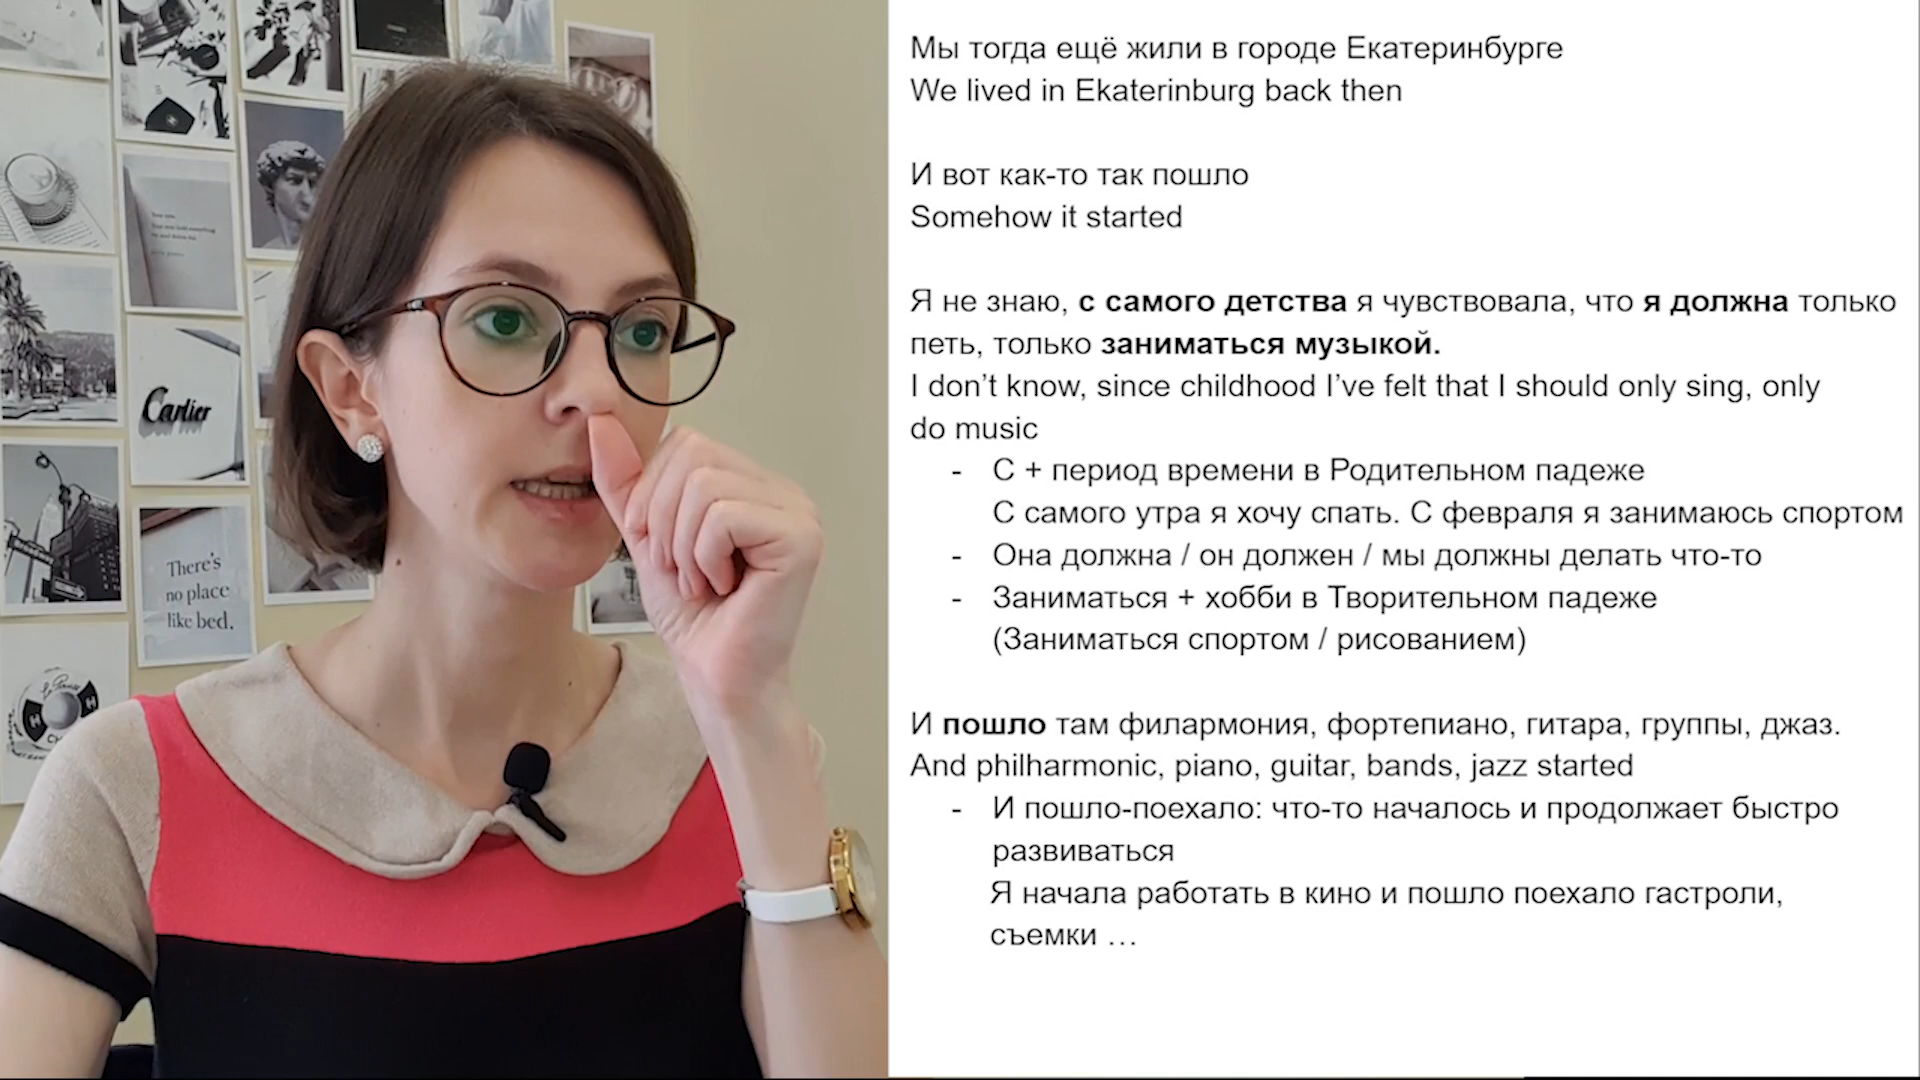 Cartier
There's
no place
like bed.
Мы тогда ещё жили в городе Екатеринбурге
We lived in Ekaterinburg back then
И вот как-то так пошло
Somehow it started
Я не знаю, с самого детства я чувствовала, что я должна только
петь, только заниматься музыкой.
I don’t know, since childhood I’ve felt that I should only sing, only
do music
- С + период времени в Родительном падеже
С самого утра я хочу спать. С февраля я занимаюсь спортом
- Она должна / он должен / мы должны делать что-то
- Заниматься + хобби в Творительном падеже
(Заниматься спортом / рисованием)
И пошло там филармония, фортепиано, гитара, группы, джаз.
And philharmonic, piano, guitar, bands, jazz started
- И пошло-поехало: что-то началось и продолжает быстро
развиваться
Я начала работать в кино и пошло поехало гастроли,
съемки …